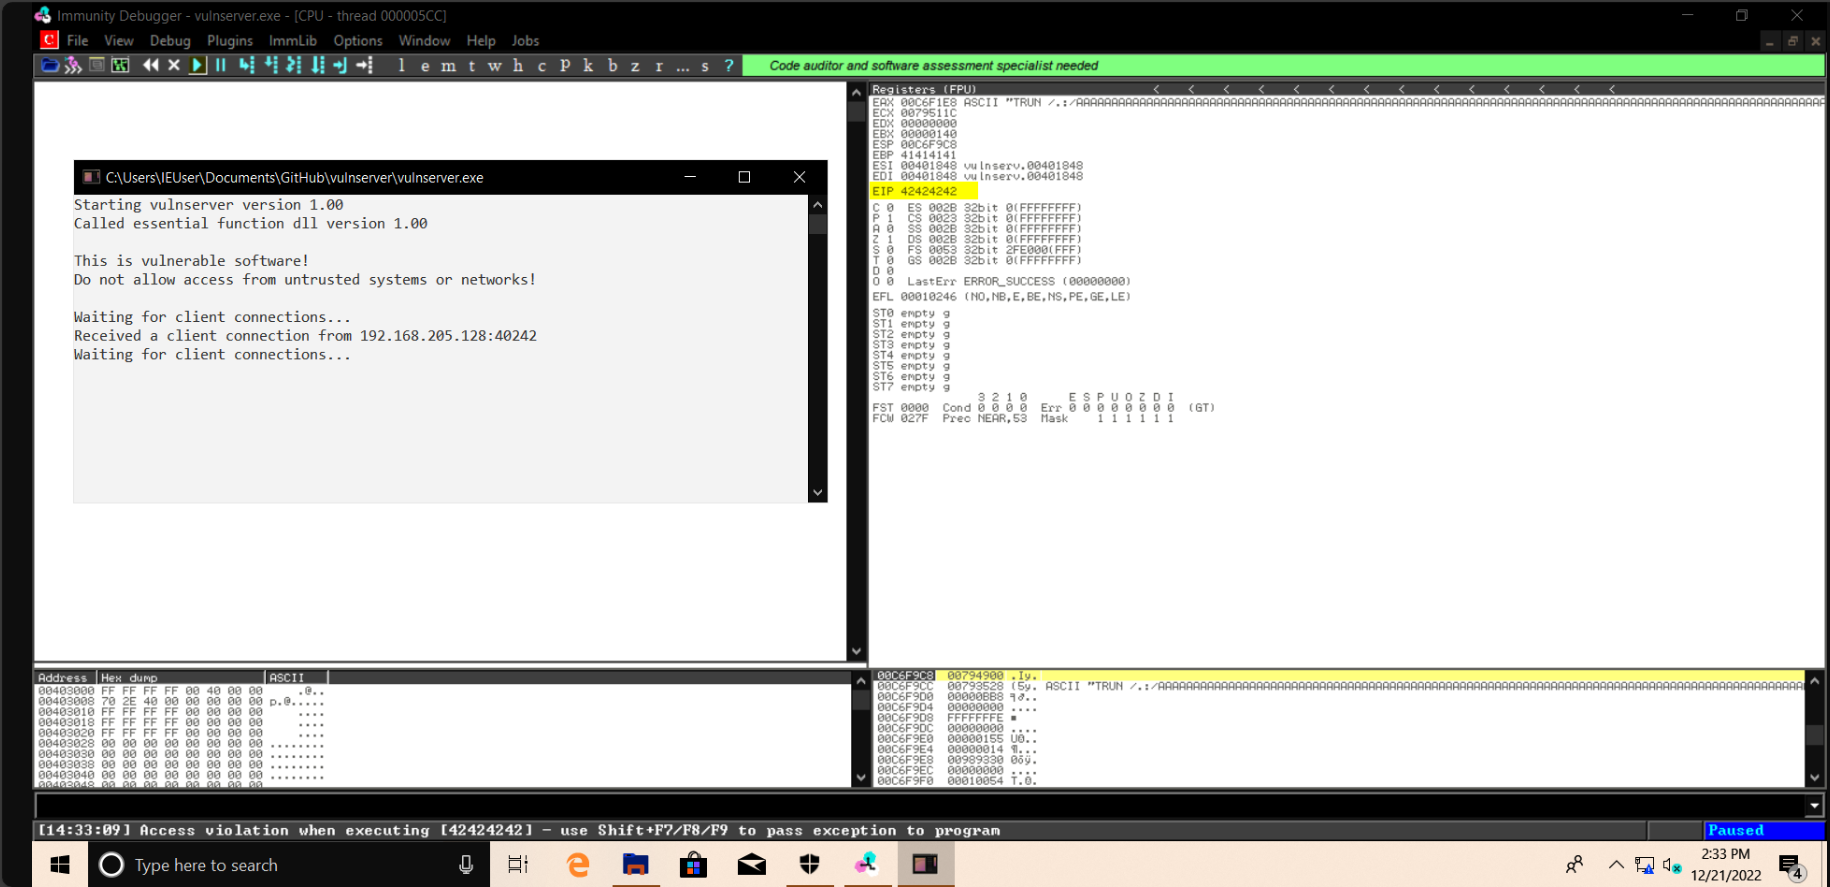 Immunity Debugger - vulnserver.exe - [CPU - thread 000005CC]
C File View Debug Plugins ImmLib Options Window Help Jobs
l e m t w h c P k b z r ... s ? Code auditor and software assessment specialist needed
C:\Users\IEUser\Documents\GitHub\vulnserver\vulnserver.exe
Starting vulnserver version 1.00
Called essential function dll version 1.00
This is vulnerable software!
Do not allow access from untrusted systems or networks!
Waiting for client connections...
Received a client connection from 192.168.205.128:40242
Waiting for client connections...
Registers (FPU) < < < < < < < < < < < < < <
EAX 00C6F1E8 ASCII "TRUN /.:/
ECX 0079511C
EDX 00000000
EBX 00000140
ESP 00C6F9C8
EBP 41414141
ESI 00401848 vulnserv.00401848
EDI 00401848 vulnserv.00401848
EIP 42424242
C 0 ES 002B 32bit 0(FFFFFFFF)
P 1 CS 0023 32bit 0(FFFFFFFF)
A 0 SS 002B 32bit 0(FFFFFFFF)
Z 1 DS 002B 32bit 0(FFFFFFFF)
S 0 FS 0053 32bit 2FE000(FFF)
T 0 GS 002B 32bit 0(FFFFFFFF)
D 0
O 0 LastErr ERROR_SUCCESS (00000000)
EFL 00010246 (NO,NB,E,BE,NS,PE,GE,LE)
ST0 empty g
ST1 empty g
ST2 empty g
ST3 empty g
ST4 empty g
ST5 empty g
ST6 empty g
ST7 empty g
3 2 1 0 E S P U O Z D I
FST 0000 Cond 0 0 0 0 Err 0 0 0 0 0 0 0 0 (GT)
FCW 027F Prec NEAR,53 Mask 1 1 1 1 1 1
Address Hex dump ASCII
00403000 FF FF FF FF 00 40 00 00 .@..
00403008 70 2E 40 00 00 00 00 00 p.@.....
00403010 FF FF FF FF 00 00 00 00 ....
00403018 FF FF FF FF 00 00 00 00 ....
00403020 FF FF FF FF 00 00 00 00 ....
00403028 00 00 00 00 00 00 00 00 ........
00403030 00 00 00 00 00 00 00 00 ........
00403038 00 00 00 00 00 00 00 00 ........
00403040 00 00 00 00 00 00 00 00 ........
00403048 00 00 00 00 00 00 00 00
00C6F9C8 00794900 .Iy.
00C6F9CC 00793528 (5y. ASCII "TRUN /.:/
00C6F9D0 00000BB8
00C6F9D4 00000000 ....
00C6F9D8 FFFFFFFE
00C6F9DC 00000000 ....
00C6F9E0 00000155 U0..
00C6F9E4 00000014 ¶...
00C6F9E8 00989330
00C6F9EC 00000000 ....
00C6F9F0 00010054 T.0.
[14:33:09] Access violation when executing [42424242] - use Shift+F7/F8/F9 to pass exception to program
Paused
Type here to search
2:33 PM
12/21/2022
4